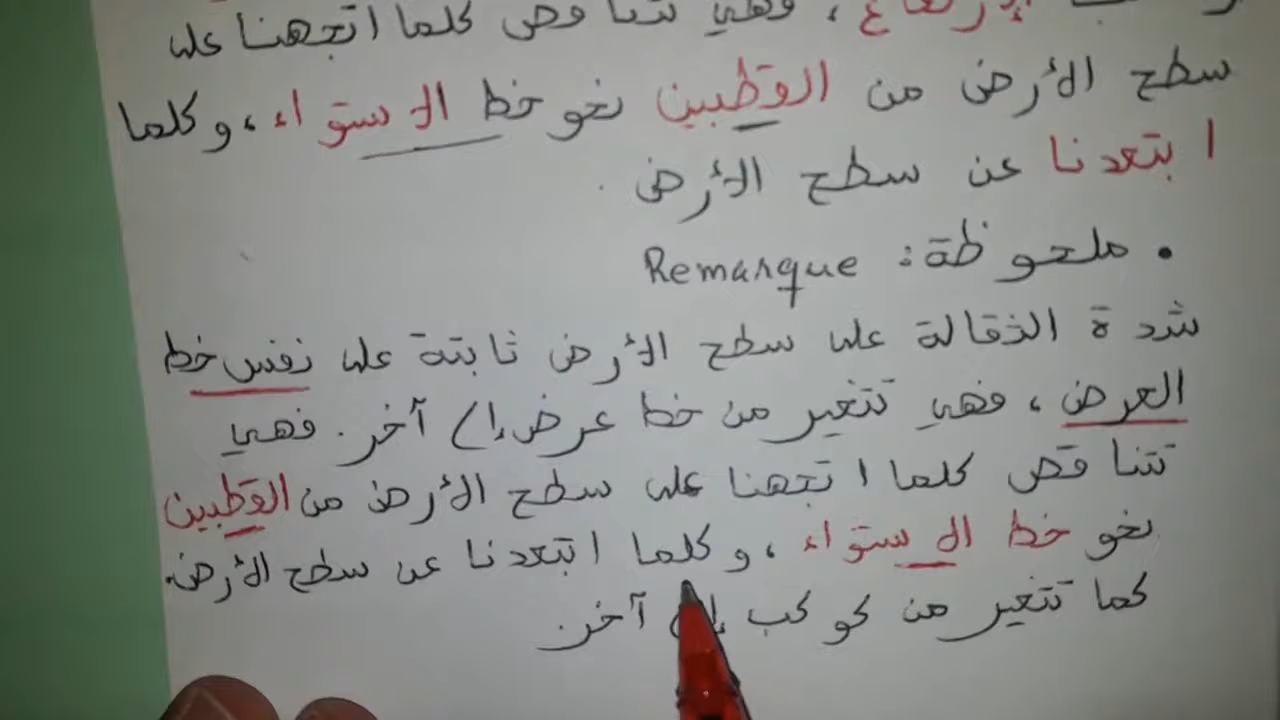 الإرتفاع، وهي تتناقص كلما اتجهنا على
سطح الأرض من القطبين نحو خط الاستواء، وكلما
ابتعدنا عن سطح الأرض.
• ملحوظة: Remarque
شدة الثقالة على سطح الأرض ثابتة على نفس خط
العرض، فهي تتغير من خط عرض إلى آخر. فهي
تتناقص كلما اتجهنا على سطح الأرض من القطبين
نحو خط الاستواء، وكلما ابتعدنا عن سطح الأرض.
كما تتغير من كوكب إلى آخر